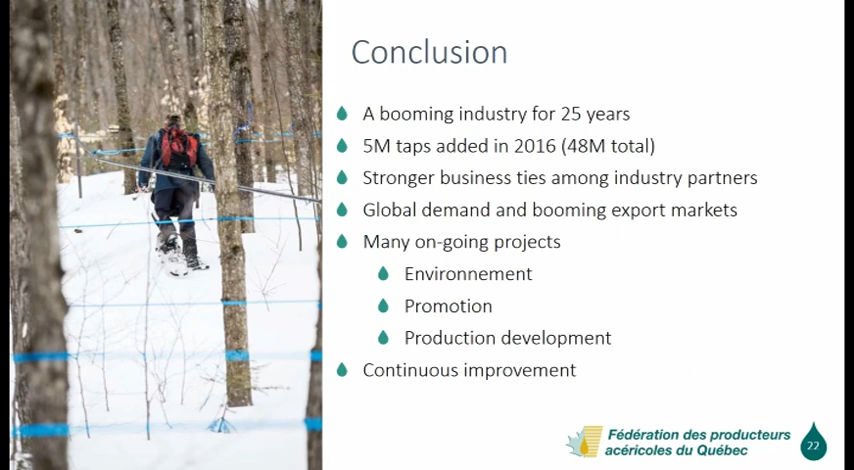 Conclusion
A booming industry for 25 years
5M taps added in 2016 (48M total)
Stronger business ties among industry partners
Global demand and booming export markets
Many on-going projects
Environnement
Promotion
Production development
Continuous improvement
Fédération des producteurs
acéricoles du Québec
22